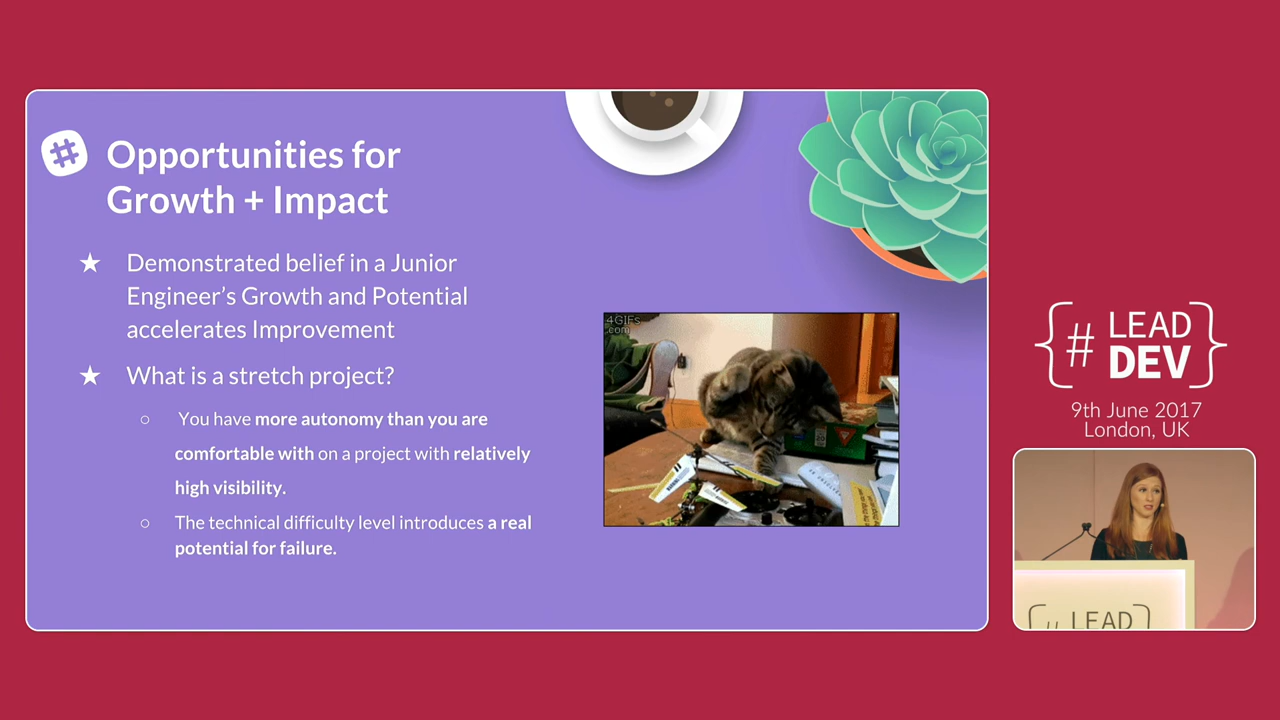 Opportunities for
Growth + Impact
★ Demonstrated belief in a Junior
Engineer's Growth and Potential
accelerates Improvement
★ What is a stretch project?
○ You have more autonomy than you are
comfortable with on a project with relatively
high visibility.
○ The technical difficulty level introduces a real
potential for failure.
4GIFs
.com
{# LEAD
DEV}
9th June 2017
London, UK
LEAD